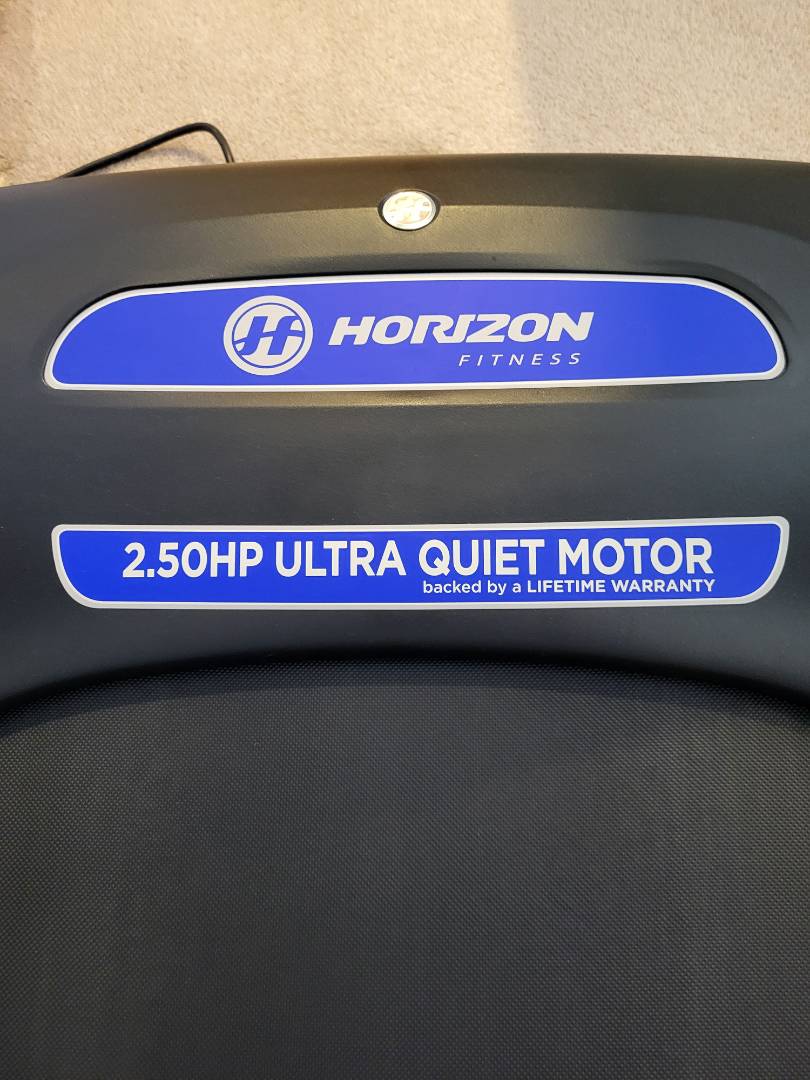 HORIZON
FITNESS
2.50HP ULTRA QUIET MOTOR
backed by a LIFETIME WARRANTY